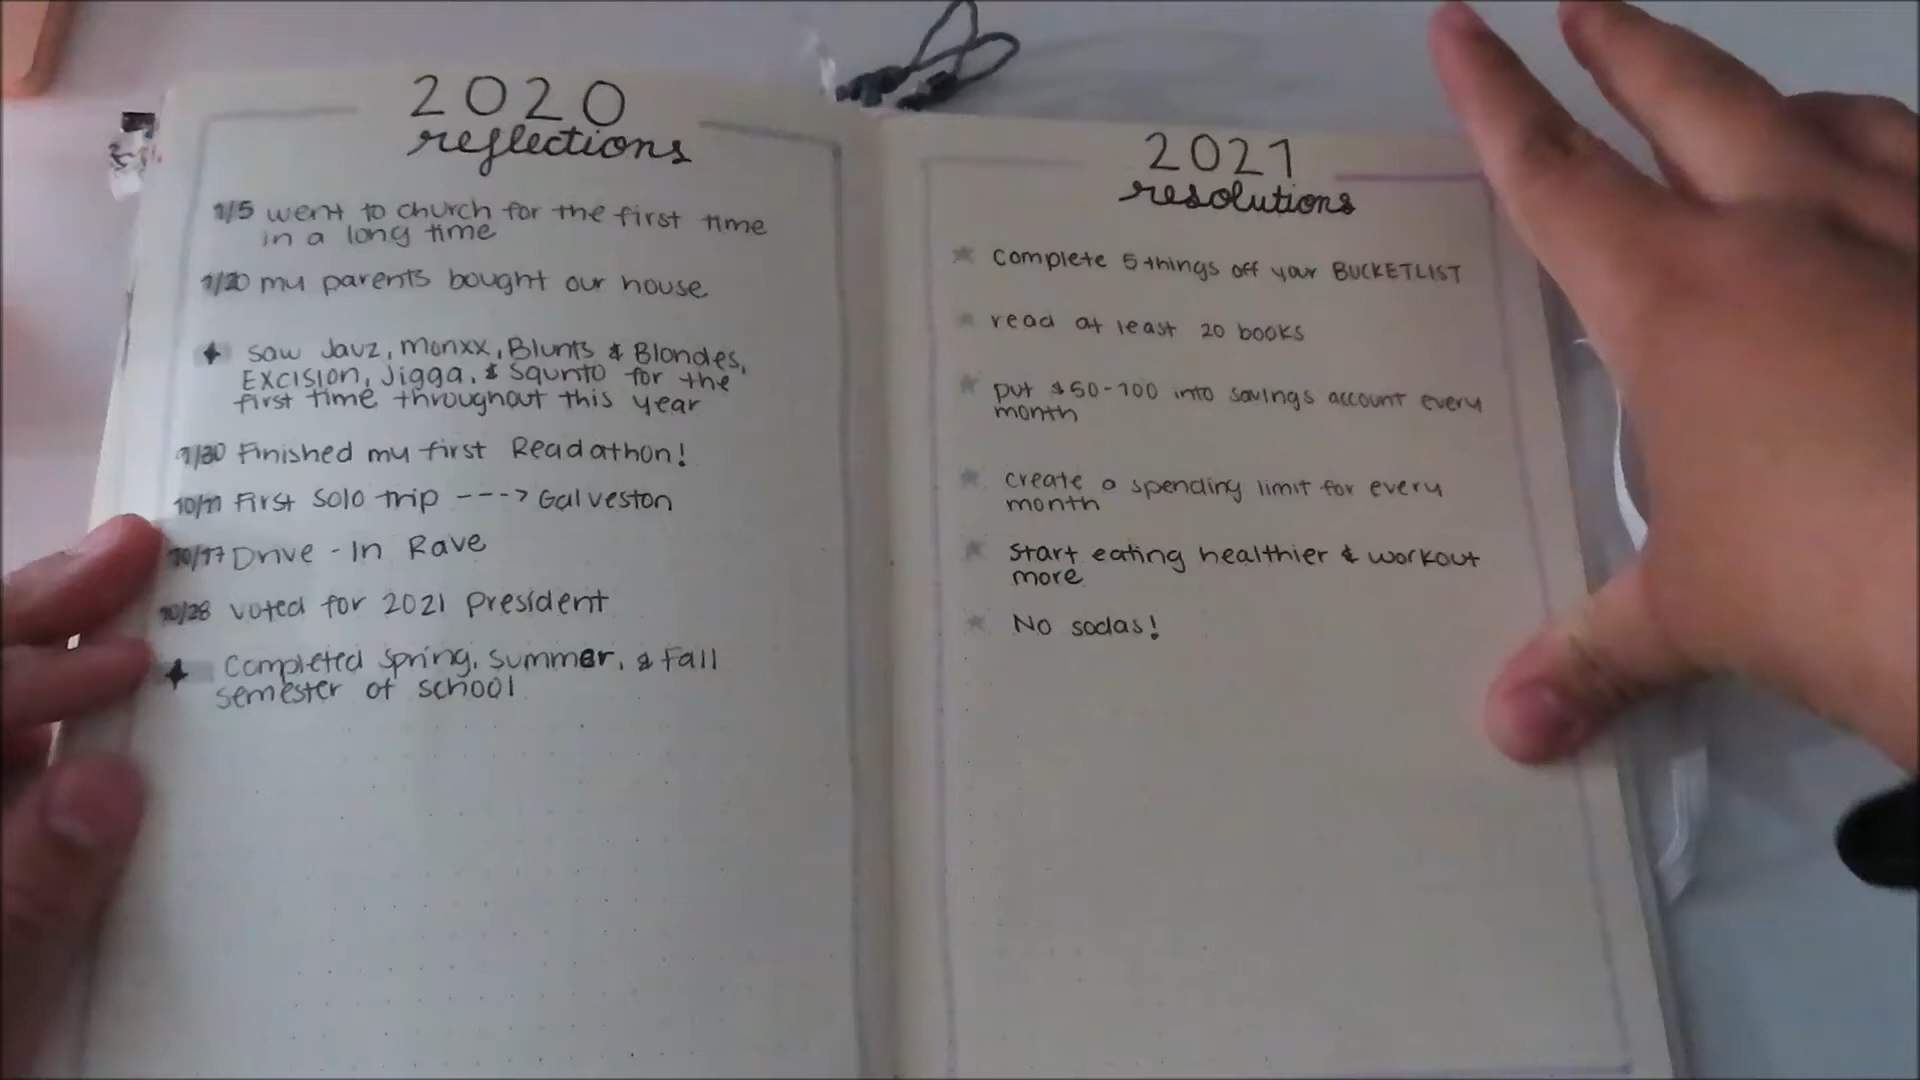 2020
reflections
1/5 went to church for the first time
in a long time
1/20 my parents bought our house
saw Jauz, Monxx, Blunts & Blondes,
Excision, Jigga, & Squnto for the
first time throughout this year
Finished my first Readathon!
10/11 First solo trip ---> Galveston
10/17 Drive-In Rave
10/28 voted for 2021 president
Completed spring, summer, & Fall
semester of school
2021
resolutions
complete 5 things off your BUCKETLIST
read at least 20 books
put $50-100 into savings account every
month
create a spending limit for every
month
Start eating healthier & workout
more
No sodas!